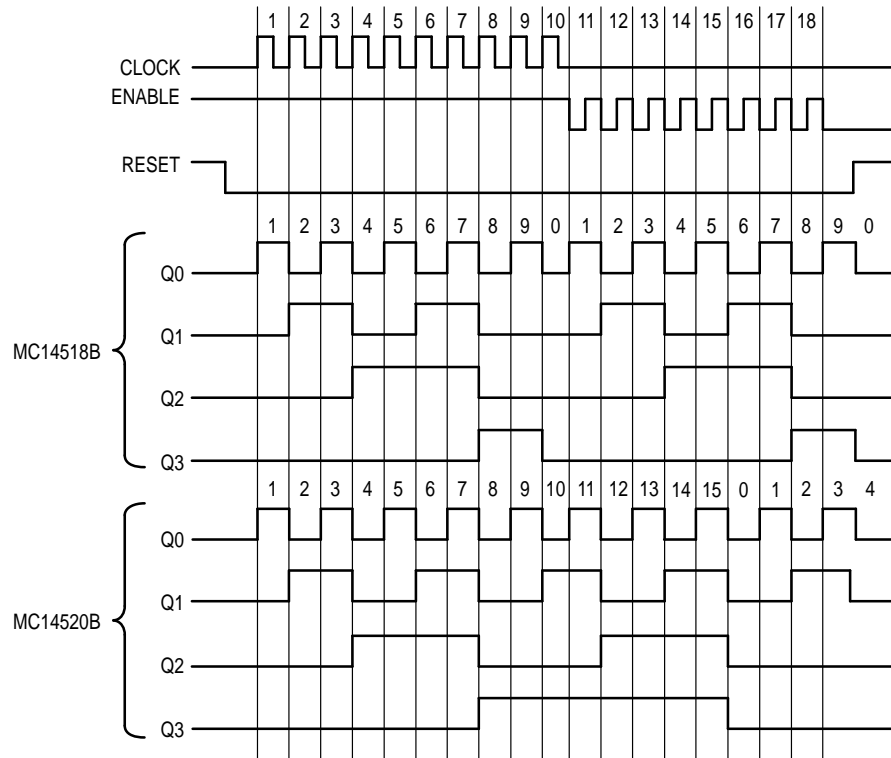 1 2 3 4 5 6 7 8 9 10 11 12 13 14 15 16 17 18
CLOCK
ENABLE
RESET
1 2 3 4 5 6 7 8 9 0 1 2 3 4 5 6 7 8 9 0
Q0
Q1
MC14518B
Q2
Q3
1 2 3 4 5 6 7 8 9 10 11 12 13 14 15 0 1 2 3 4
Q0
Q1
MC14520B
Q2
Q3